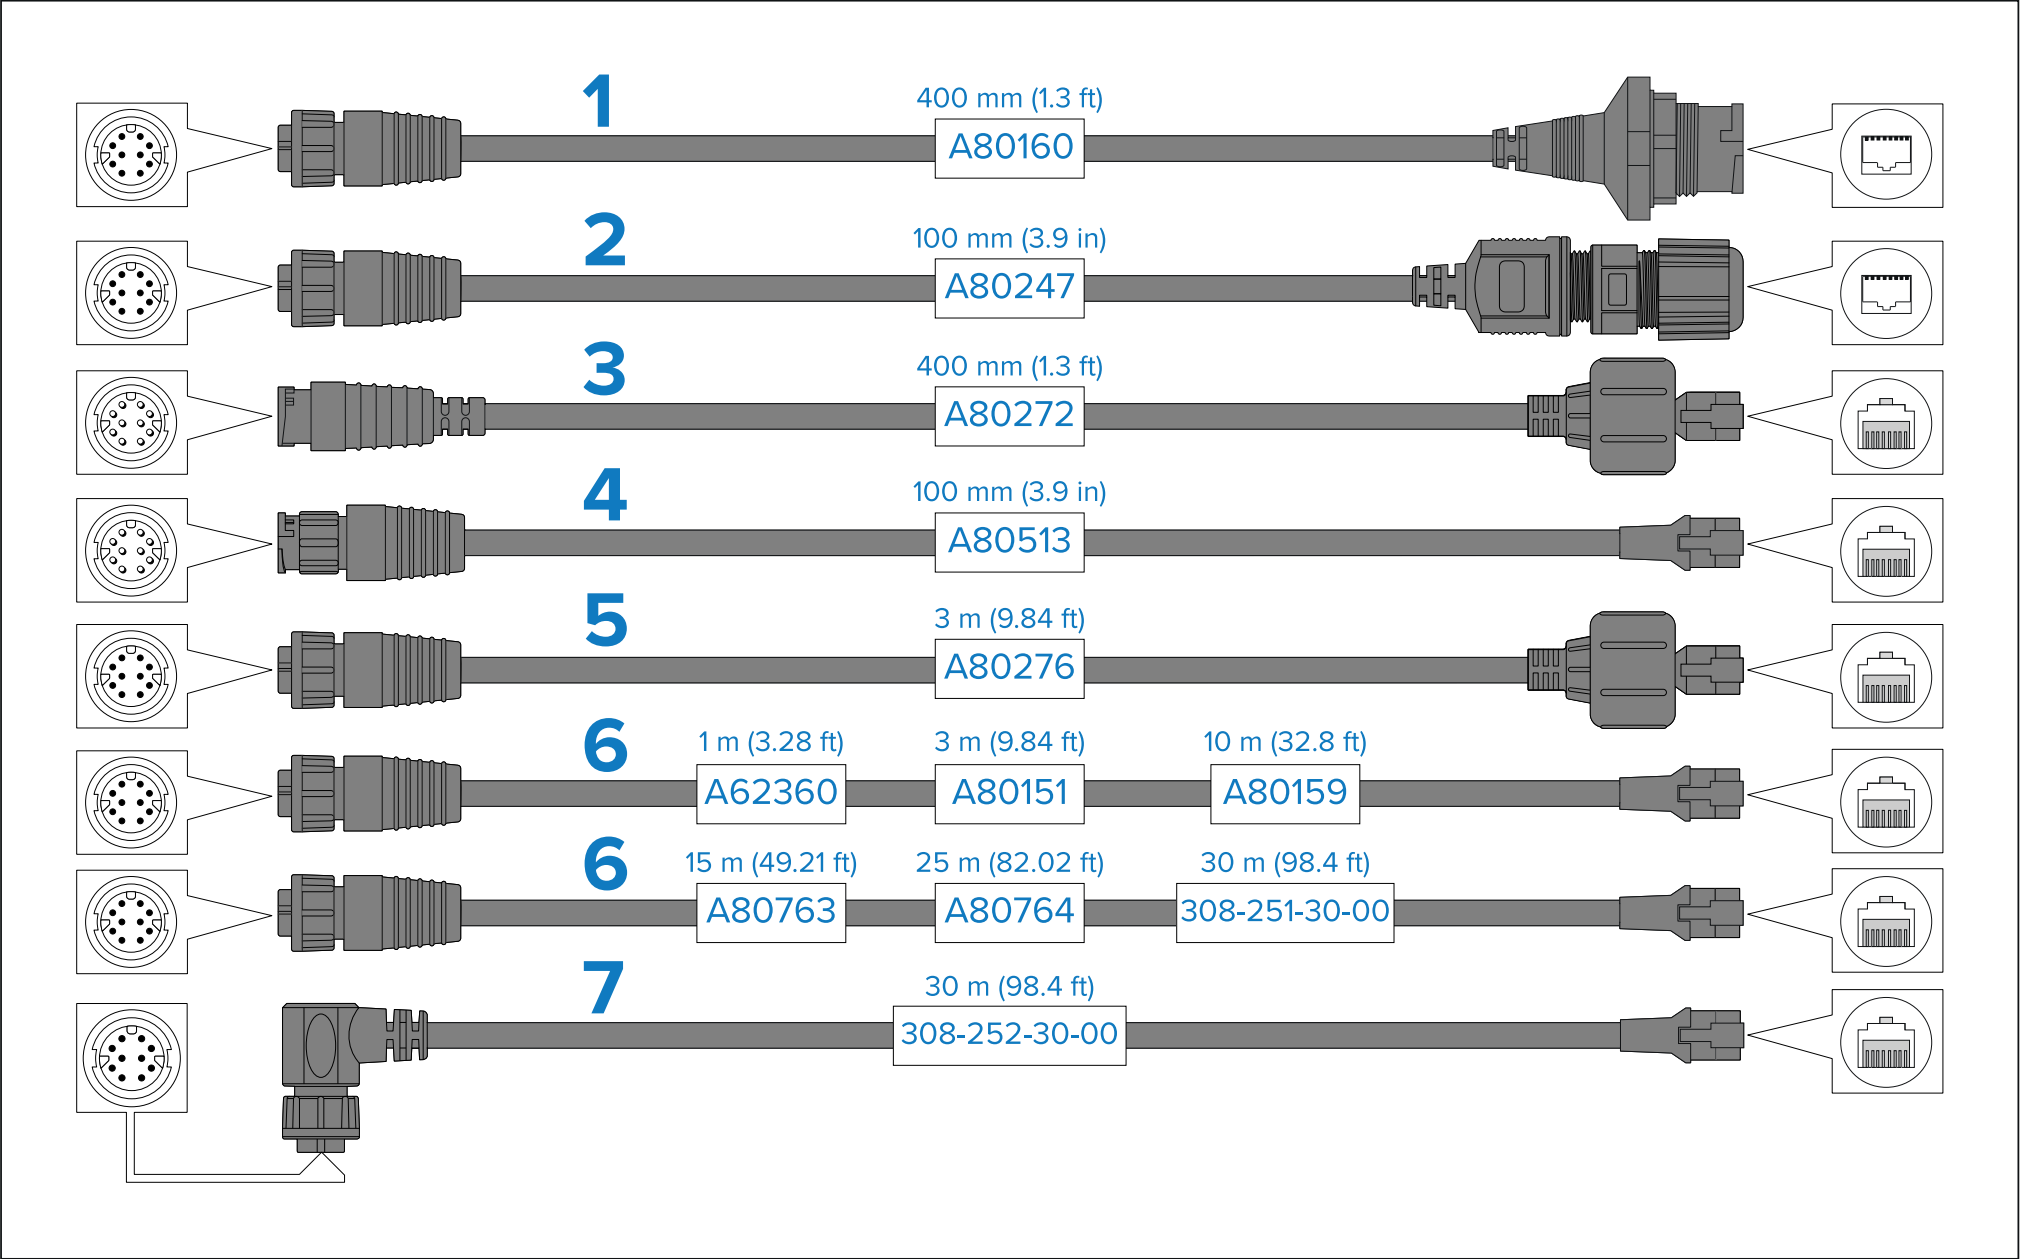 1
400 mm (1.3 ft)
A80160
2
100 mm (3.9 in)
A80247
3
400 mm (1.3 ft)
A80272
4
100 mm (3.9 in)
A80513
5
3 m (9.84 ft)
A80276
6
1 m (3.28 ft) 3 m (9.84 ft) 10 m (32.8 ft)
A62360 A80151 A80159
6
15 m (49.21 ft) 25 m (82.02 ft) 30 m (98.4 ft)
A80763 A80764 308-251-30-00
7
30 m (98.4 ft)
308-252-30-00